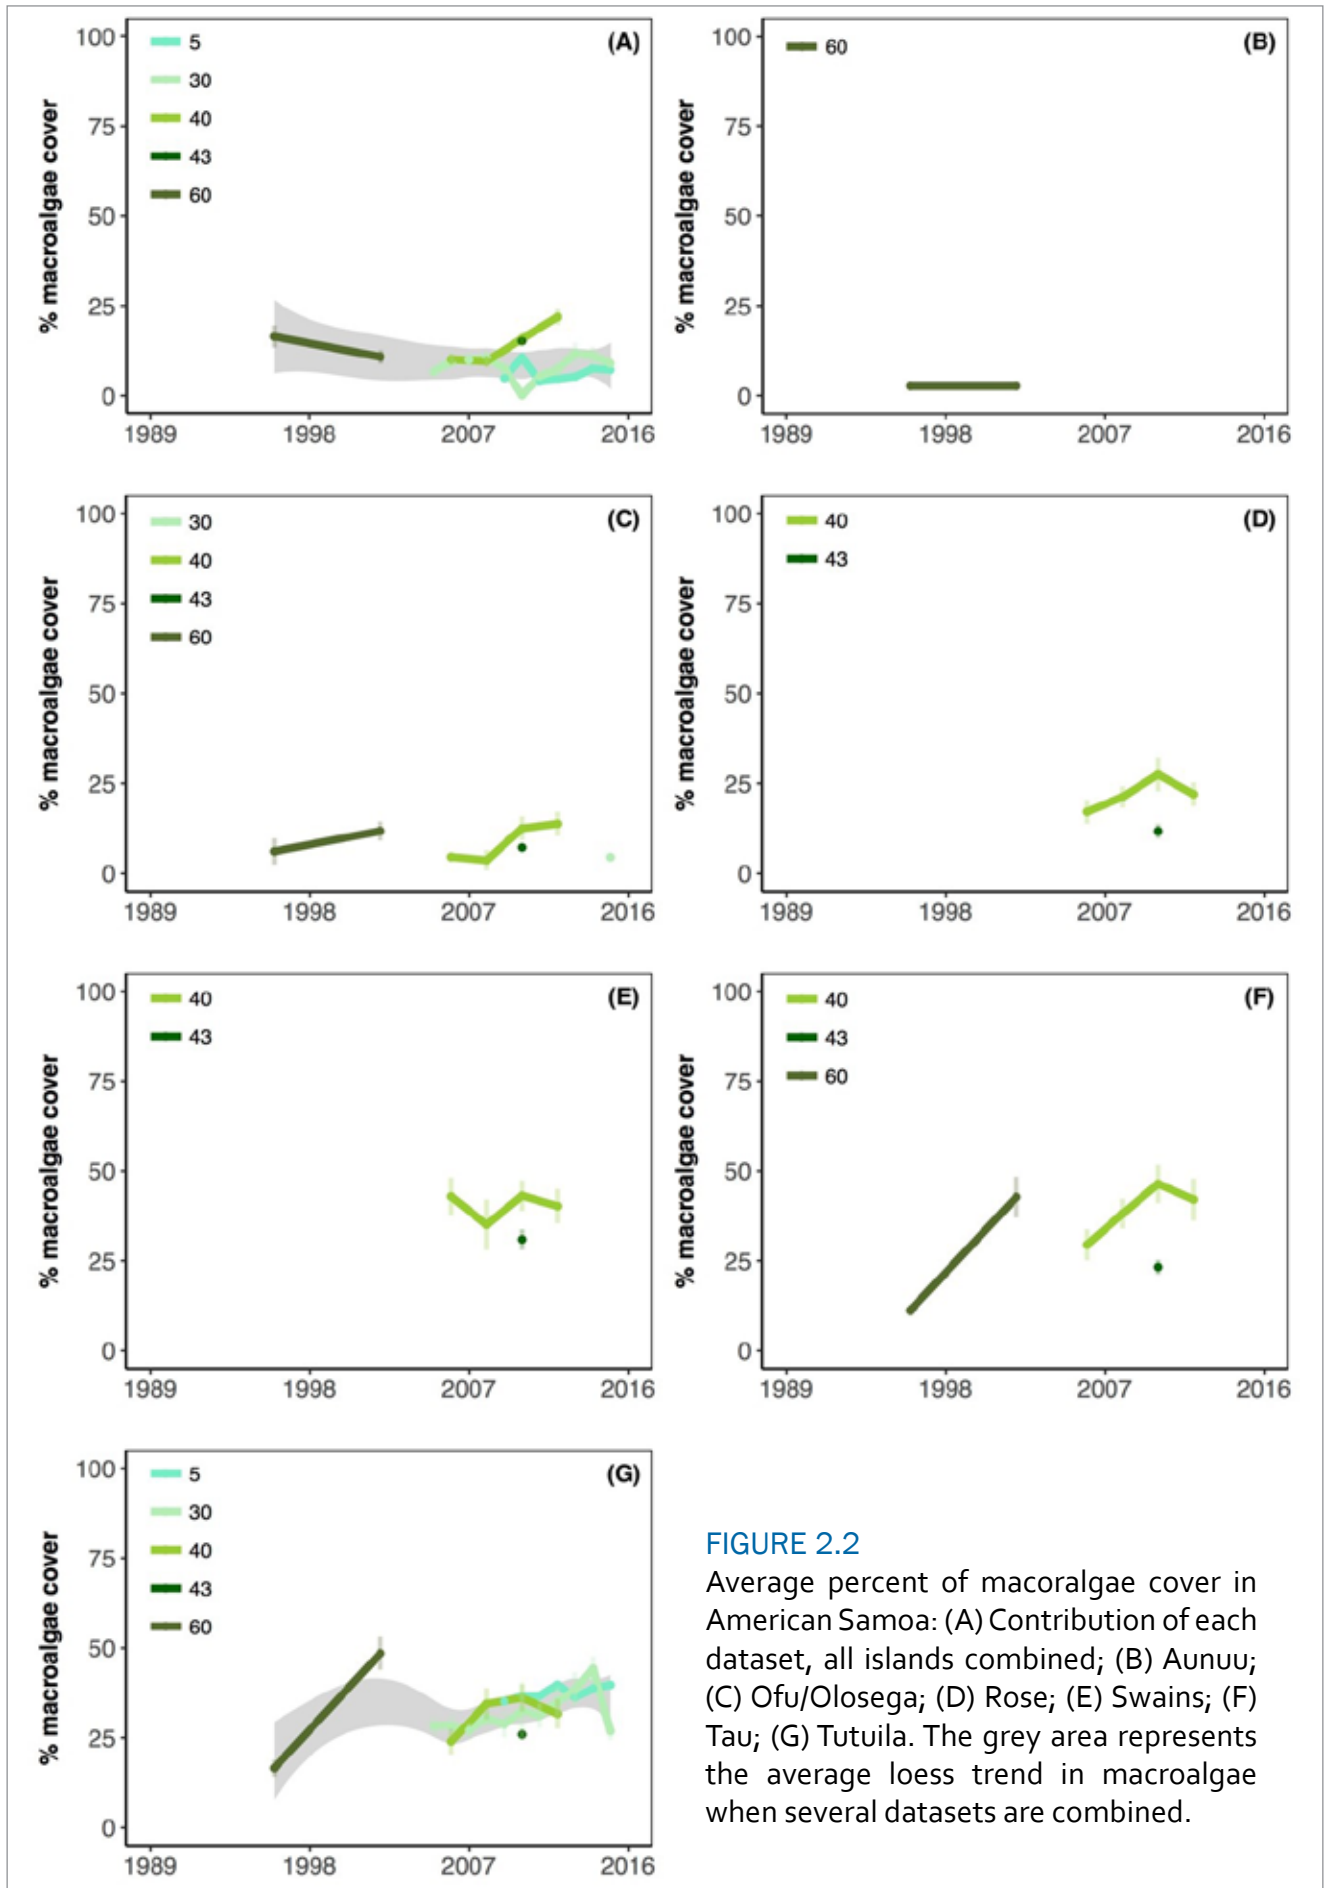 (A)
% macroalgae cover
100
75
50
25
0
5
30
40
43
60
1989 1998 2007 2016
(B)
% macroalgae cover
100
75
50
25
0
60
1989 1998 2007 2016
(C)
% macroalgae cover
100
75
50
25
0
30
40
43
60
1989 1998 2007 2016
(D)
% macroalgae cover
100
75
50
25
0
40
43
1989 1998 2007 2016
(E)
% macroalgae cover
100
75
50
25
0
40
43
1989 1998 2007 2016
(F)
% macroalgae cover
100
75
50
25
0
40
43
60
1989 1998 2007 2016
(G)
% macroalgae cover
100
75
50
25
0
5
30
40
43
60
1989 1998 2007 2016
FIGURE 2.2
Average percent of macoralgae cover in
American Samoa: (A) Contribution of each
dataset, all islands combined; (B) Aunuu;
(C) Ofu/Olosega; (D) Rose; (E) Swains; (F)
Tau; (G) Tutuila. The grey area represents
the average loess trend in macroalgae
when several datasets are combined.